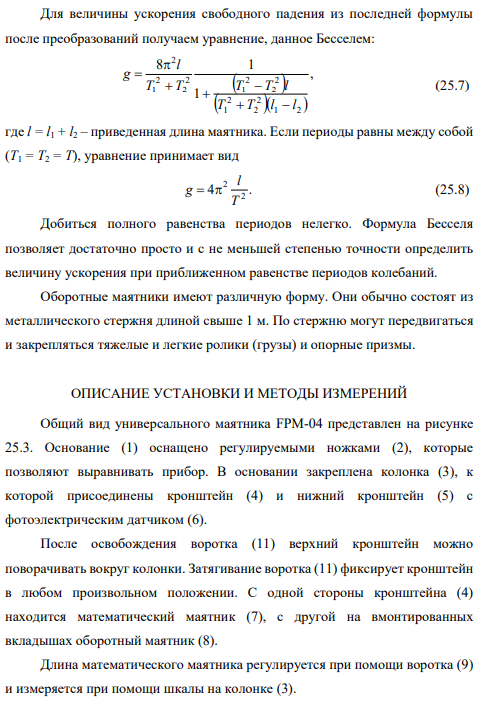 Для величины ускорения свободного падения из последней формулы
после преобразований получаем уравнение, данное Бесселем:
g = \frac{8π^2 l}{T_1^2 + T_2^2} \frac{1}{1 + \frac{(T_1^2 − T_2^2)l}{(T_1^2 + T_2^2)(l_1 − l_2)}}, (25.7)
где l = l_1 + l_2 – приведенная длина маятника. Если периоды равны между собой
(T_1 = T_2 = T), уравнение принимает вид
g = 4π^2 \frac{l}{T^2}. (25.8)
Добиться полного равенства периодов нелегко. Формула Бесселя
позволяет достаточно просто и с не меньшей степенью точности определить
величину ускорения при приближенном равенстве периодов колебаний.
Оборотные маятники имеют различную форму. Они обычно состоят из
металлического стержня длиной свыше 1 м. По стержню могут передвигаться
и закрепляться тяжелые и легкие ролики (грузы) и опорные призмы.
ОПИСАНИЕ УСТАНОВКИ И МЕТОДЫ ИЗМЕРЕНИЙ
Общий вид универсального маятника FPM-04 представлен на рисунке
25.3. Основание (1) оснащено регулируемыми ножками (2), которые
позволяют выравнивать прибор. В основании закреплена колонка (3), к
которой присоединены кронштейн (4) и нижний кронштейн (5) с
фотоэлектрическим датчиком (6).
После освобождения воротка (11) верхний кронштейн можно
поворачивать вокруг колонки. Затягивание воротка (11) фиксирует кронштейн
в любом произвольном положении. С одной стороны кронштейна (4)
находится математический маятник (7), с другой на вмонтированных
вкладышах оборотный маятник (8).
Длина математического маятника регулируется при помощи воротка (9)
и измеряется при помощи шкалы на колонке (3).